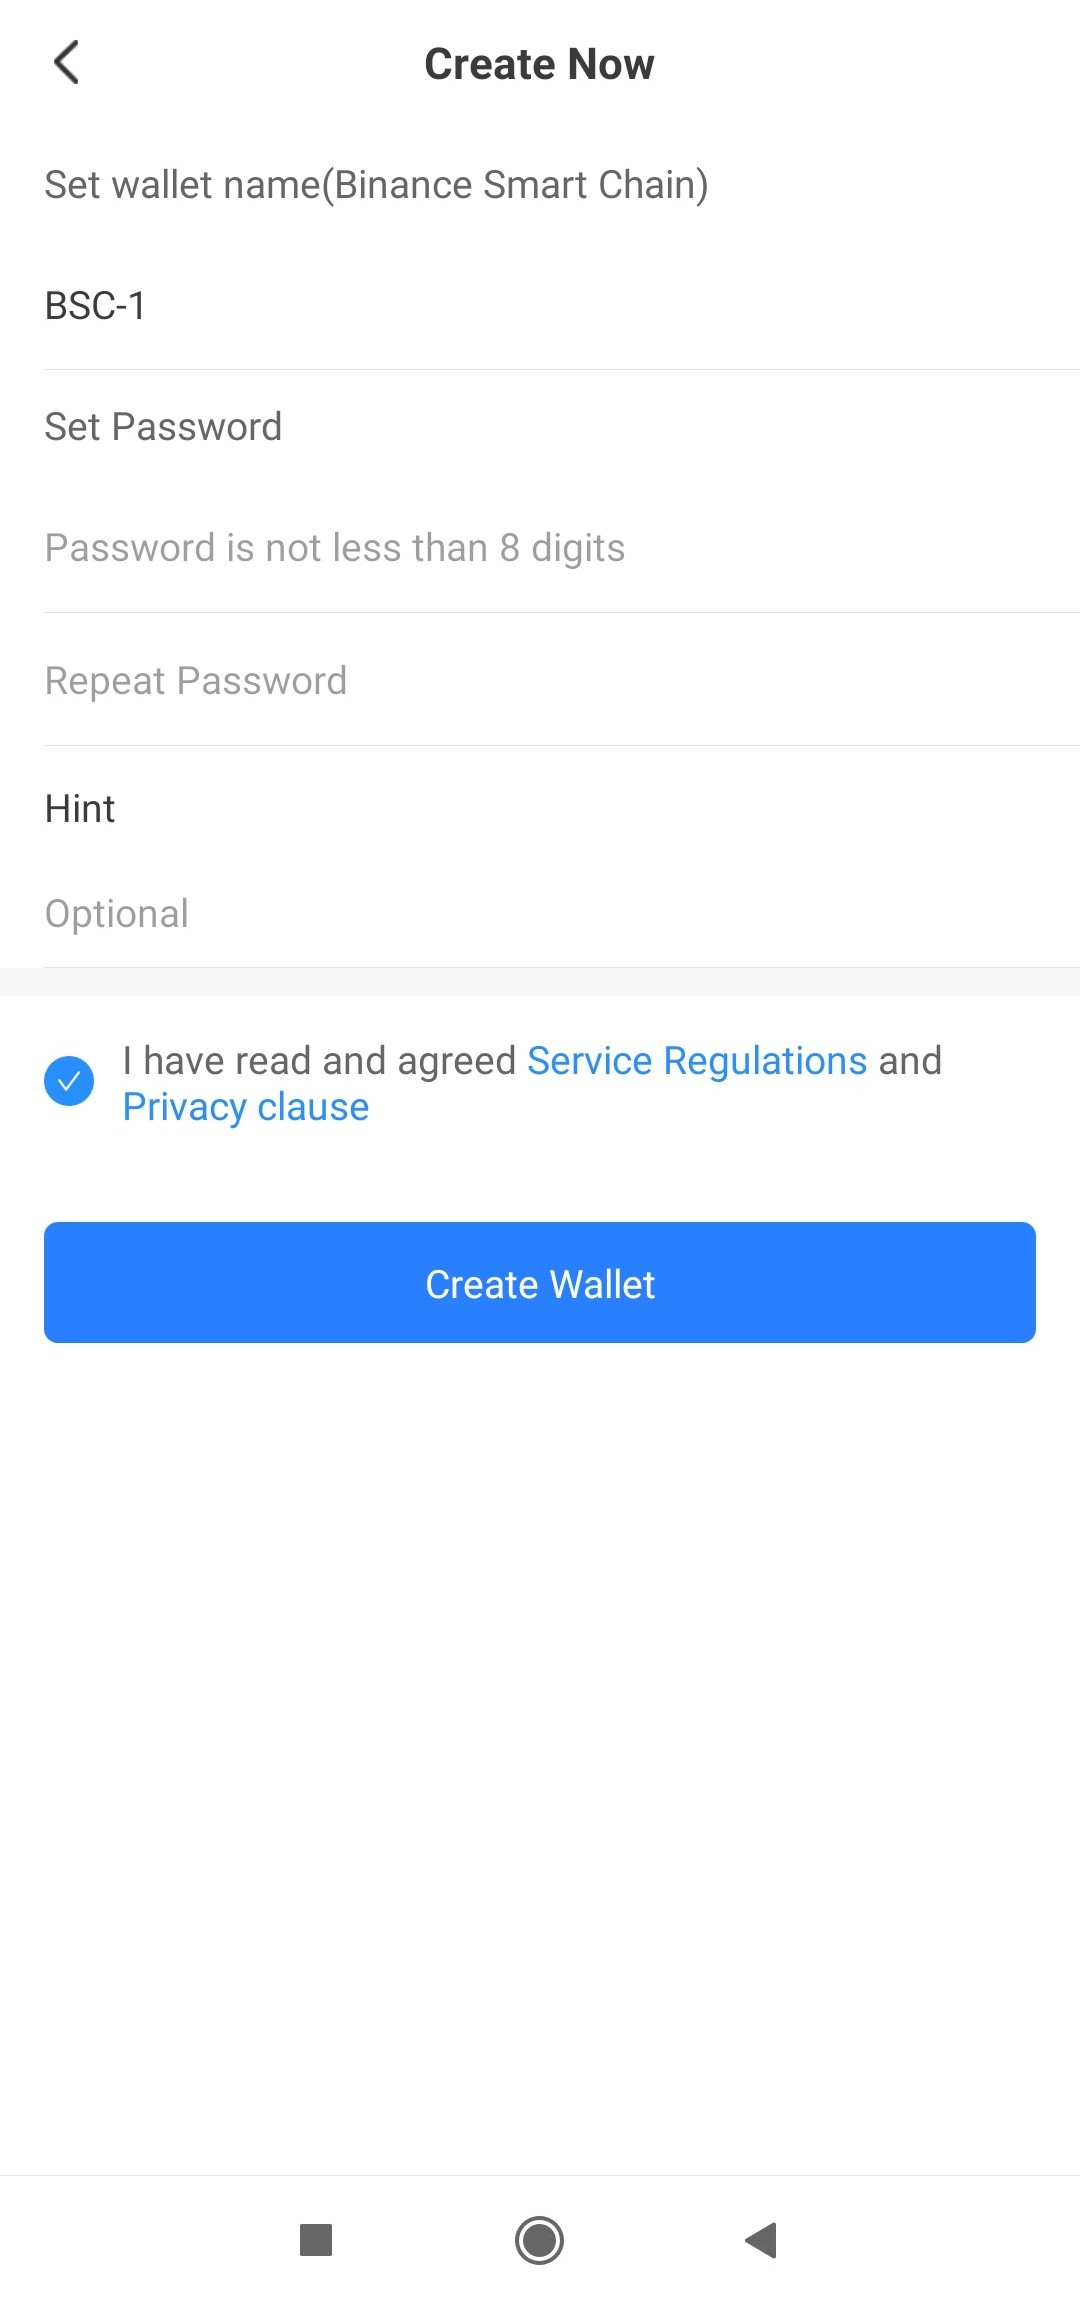 Create Now
Set wallet name(Binance Smart Chain)
BSC-1
Set Password
Password is not less than 8 digits
Repeat Password
Hint
Optional
I have read and agreed Service Regulations and
Privacy clause
Create Wallet